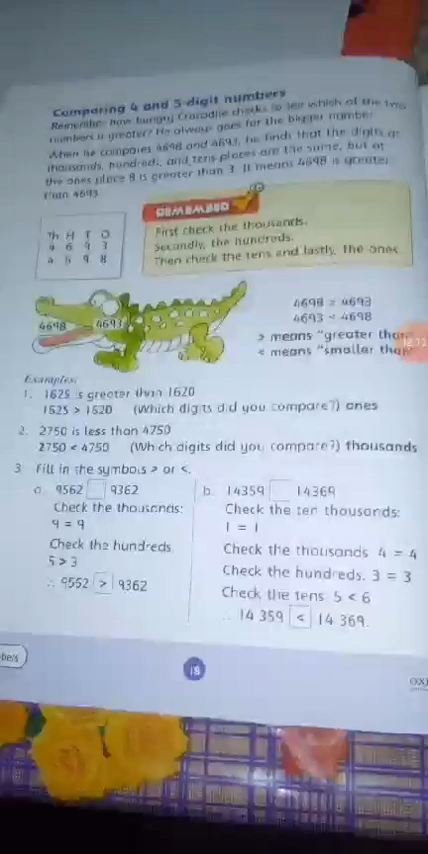 Comparing 4 and 5-digit numbers
Remember how hungry Crocodile checks to see which of the two
numbers is greater? He always goes for the bigger number.
When he compares 4698 and 4693, he finds that the digits at
thousands, hundreds, and tens places are the same, but at
the ones place 8 is greater than 3. It means 4698 is greater
than 4693.
REMEMBER
Th H T O
4 6 9 3
4 6 9 8
First check the thousands.
Secondly, the hundreds.
Then check the tens and lastly, the ones.
4698 4693
4698 > 4693
4693 < 4698
> means "greater than"
< means "smaller than"
Examples:
1. 1625 is greater than 1620
1625 > 1620 (Which digits did you compare?) ones
2. 2750 is less than 4750
2750 < 4750 (Which digits did you compare?) thousands
3. Fill in the symbols > or <.
a. 9562 9362
Check the thousands:
9 = 9
Check the hundreds
5 > 3
∴ 9562 > 9362
b. 14359 14369
Check the ten thousands:
1 = 1
Check the thousands 4 = 4
Check the hundreds. 3 = 3
Check the tens 5 < 6
∴ 14 359 < 14 369.
18